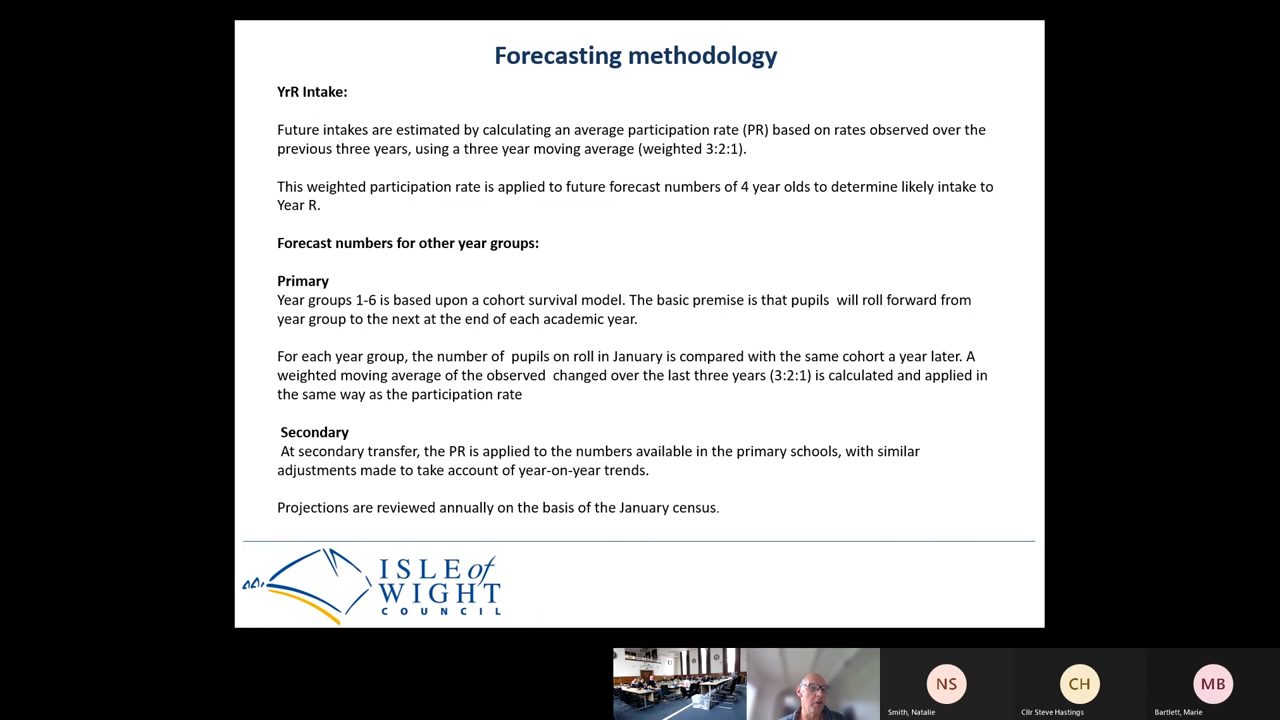 Forecasting methodology
YrR Intake:
Future intakes are estimated by calculating an average participation rate (PR) based on rates observed over the
previous three years, using a three year moving average (weighted 3:2:1).
This weighted participation rate is applied to future forecast numbers of 4 year olds to determine likely intake to
Year R.
Forecast numbers for other year groups:
Primary
Year groups 1-6 is based upon a cohort survival model. The basic premise is that pupils  will roll forward from
year group to the next at the end of each academic year.
For each year group, the number of  pupils on roll in January is compared with the same cohort a year later. A
weighted moving average of the observed  changed over the last three years (3:2:1) is calculated and applied in
the same way as the participation rate
Secondary
At secondary transfer, the PR is applied to the numbers available in the primary schools, with similar
adjustments made to take account of year-on-year trends.
Projections are reviewed annually on the basis of the January census.
ISLE of
WIGHT
COUNCIL
NS
CH
MB
Smith, Natalie
Cllr Steve Hastings
Bartlett, Marie